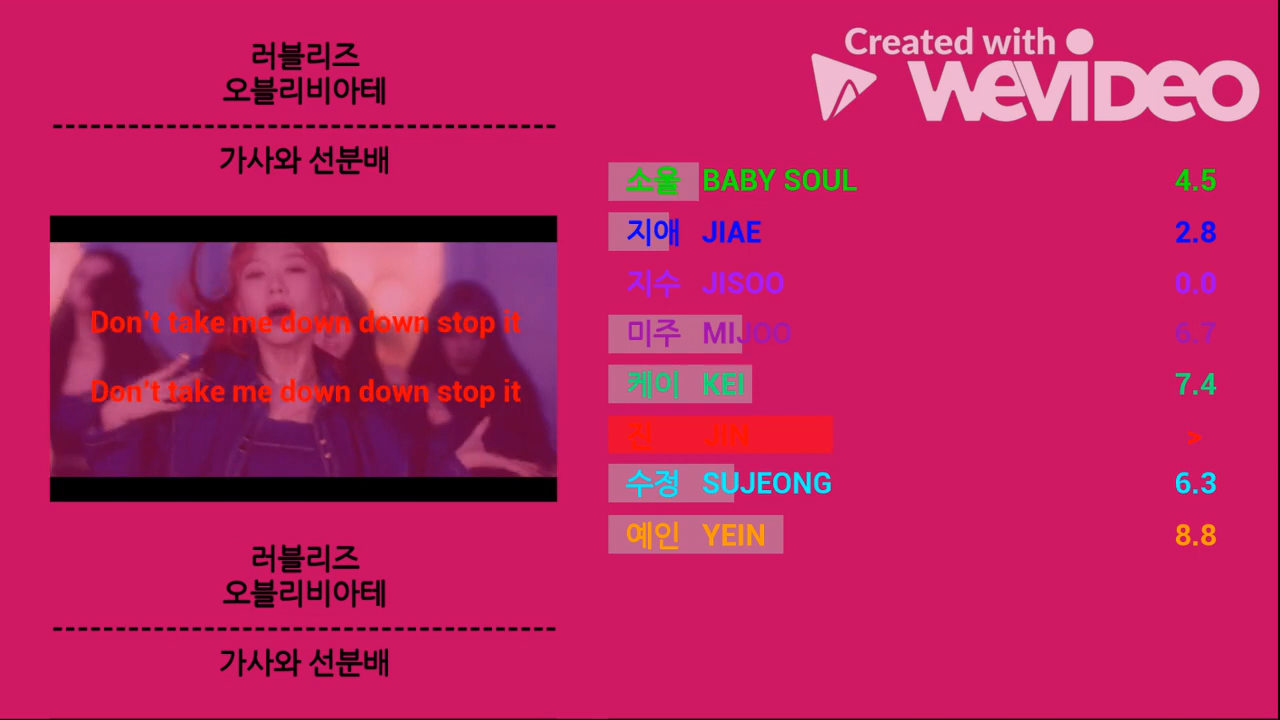 러블리즈
오블리비아테
----------------------------------------
가사와 선분배
Created with
WeVideo
Don't take me down down stop it
Don't take me down down stop it
소울 BABY SOUL 4.5
지애 JIAE 2.8
지수 JISOO 0.0
미주 MIJOO 6.7
케이 KEI 7.4
진 JIN >
수정 SUJEONG 6.3
예인 YEIN 8.8
러블리즈
오블리비아테
----------------------------------------
가사와 선분배